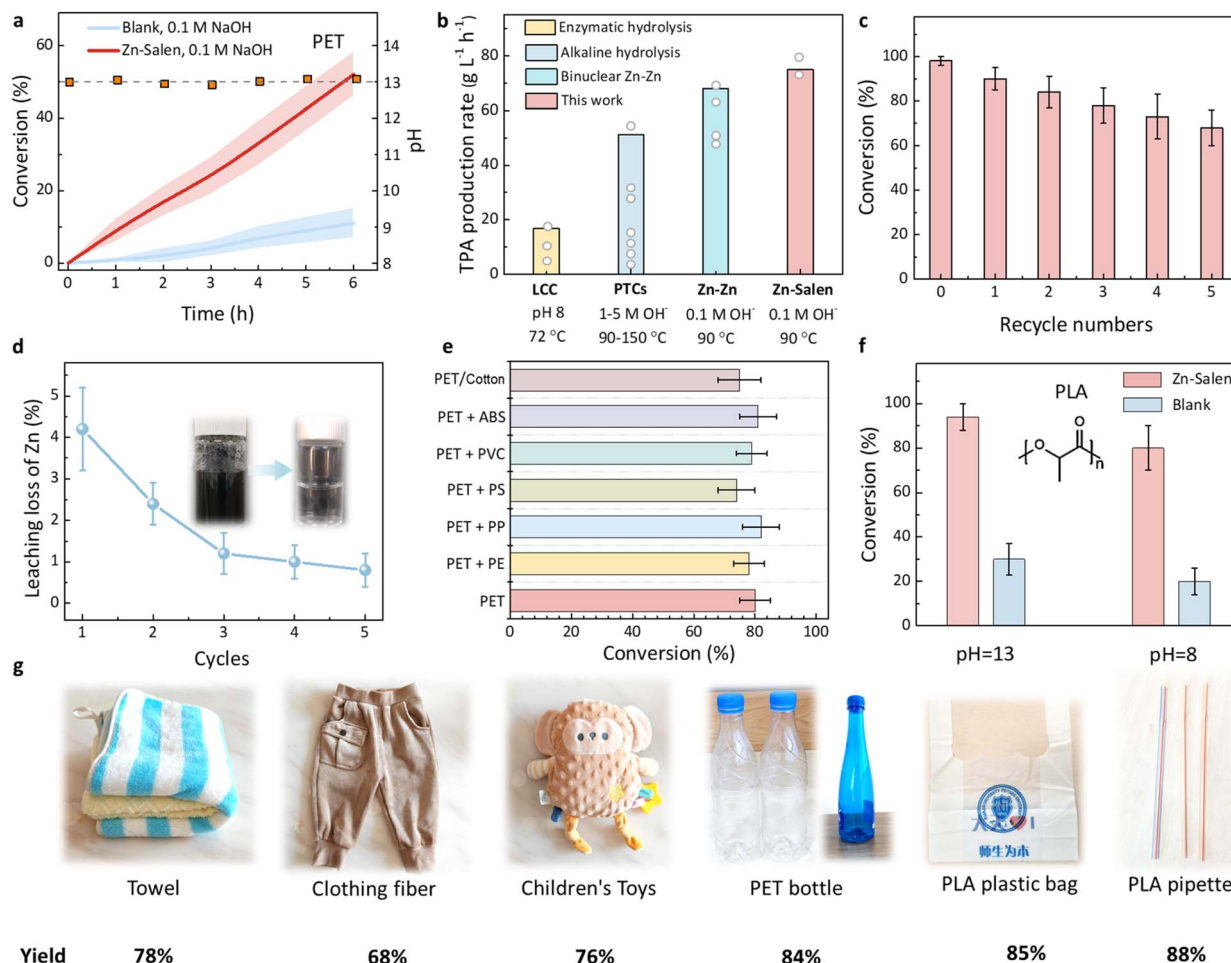 a
Blank, 0.1 M NaOH
Zn-Salen, 0.1 M NaOH
PET
60
40
20
0
Conversion (%)
14
13
12
11
10
9
8
pH
0 1 2 3 4 5 6
Time (h)
b
Enzymatic hydrolysis
Alkaline hydrolysis
Binuclear Zn-Zn
This work
80
60
40
20
0
TPA production rate (g L⁻¹ h⁻¹)
LCC PTCs Zn-Zn Zn-Salen
pH 8 1-5 M OH⁻ 0.1 M OH⁻ 0.1 M OH⁻
72 °C 90-150 °C 90 °C 90 °C
c
100
80
60
40
20
0
Conversion (%)
0 1 2 3 4 5
Recycle numbers
d
5
4
3
2
1
0
Leaching loss of Zn (%)
1 2 3 4 5
Cycles
e
PET/Cotton
PET + ABS
PET + PVC
PET + PS
PET + PP
PET + PE
PET
0 20 40 60 80 100
Conversion (%)
f
Zn-Salen
Blank
PLA
O
O
n
100
80
60
40
20
0
Conversion (%)
pH=13 pH=8
g
师生为本
Towel Clothing fiber Children's Toys PET bottle PLA plastic bag PLA pipette
Yield 78% 68% 76% 84% 85% 88%